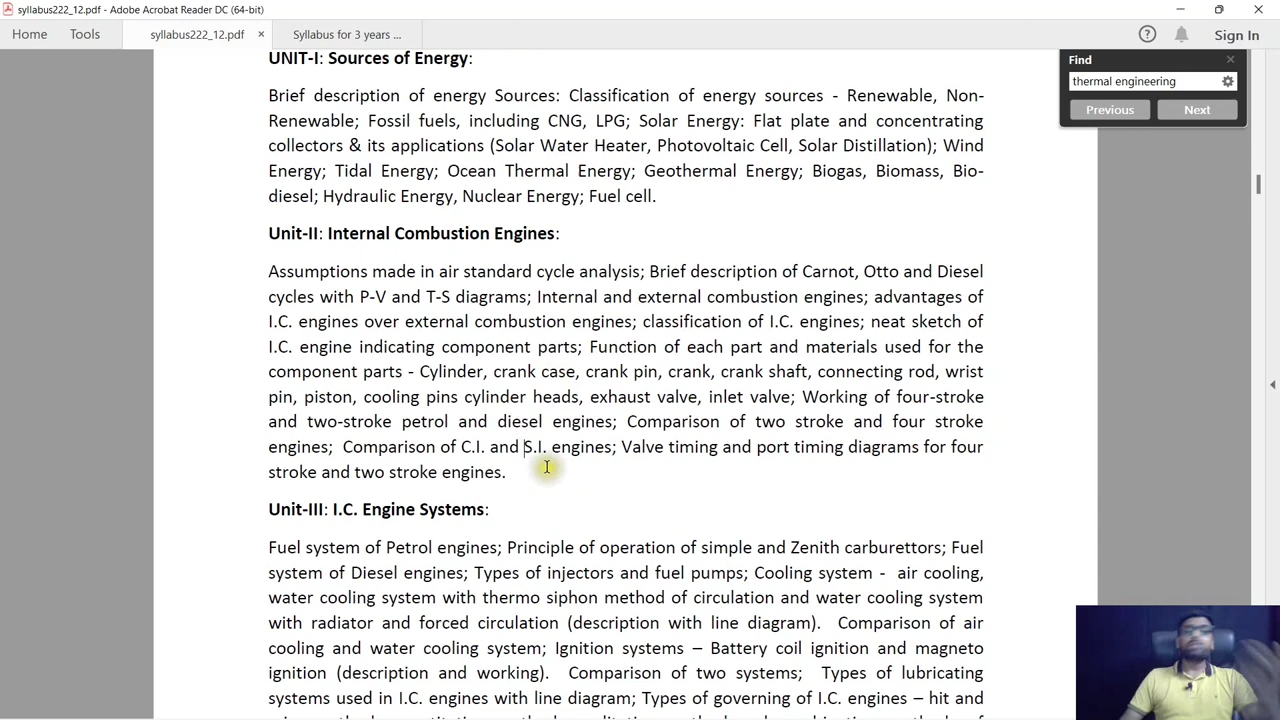 syllabus222_12.pdf - Adobe Acrobat Reader DC (64-bit)
Home Tools syllabus222_12.pdf × Syllabus for 3 years ... Sign In
Find
thermal engineering
Previous Next
UNIT-I: Sources of Energy:
Brief description of energy Sources: Classification of energy sources - Renewable, Non-
Renewable; Fossil fuels, including CNG, LPG; Solar Energy: Flat plate and concentrating
collectors & its applications (Solar Water Heater, Photovoltaic Cell, Solar Distillation); Wind
Energy; Tidal Energy; Ocean Thermal Energy; Geothermal Energy; Biogas, Biomass, Bio-
diesel; Hydraulic Energy, Nuclear Energy; Fuel cell.
Unit-II: Internal Combustion Engines:
Assumptions made in air standard cycle analysis; Brief description of Carnot, Otto and Diesel
cycles with P-V and T-S diagrams; Internal and external combustion engines; advantages of
I.C. engines over external combustion engines; classification of I.C. engines; neat sketch of
I.C. engine indicating component parts; Function of each part and materials used for the
component parts - Cylinder, crank case, crank pin, crank, crank shaft, connecting rod, wrist
pin, piston, cooling pins cylinder heads, exhaust valve, inlet valve; Working of four-stroke
and two-stroke petrol and diesel engines; Comparison of two stroke and four stroke
engines; Comparison of C.I. and S.I. engines; Valve timing and port timing diagrams for four
stroke and two stroke engines.
Unit-III: I.C. Engine Systems:
Fuel system of Petrol engines; Principle of operation of simple and Zenith carburettors; Fuel
system of Diesel engines; Types of injectors and fuel pumps; Cooling system - air cooling,
water cooling system with thermo siphon method of circulation and water cooling system
with radiator and forced circulation (description with line diagram). Comparison of air
cooling and water cooling system; Ignition systems – Battery coil ignition and magneto
ignition (description and working). Comparison of two systems; Types of lubricating
systems used in I.C. engines with line diagram; Types of governing of I.C. engines – hit and